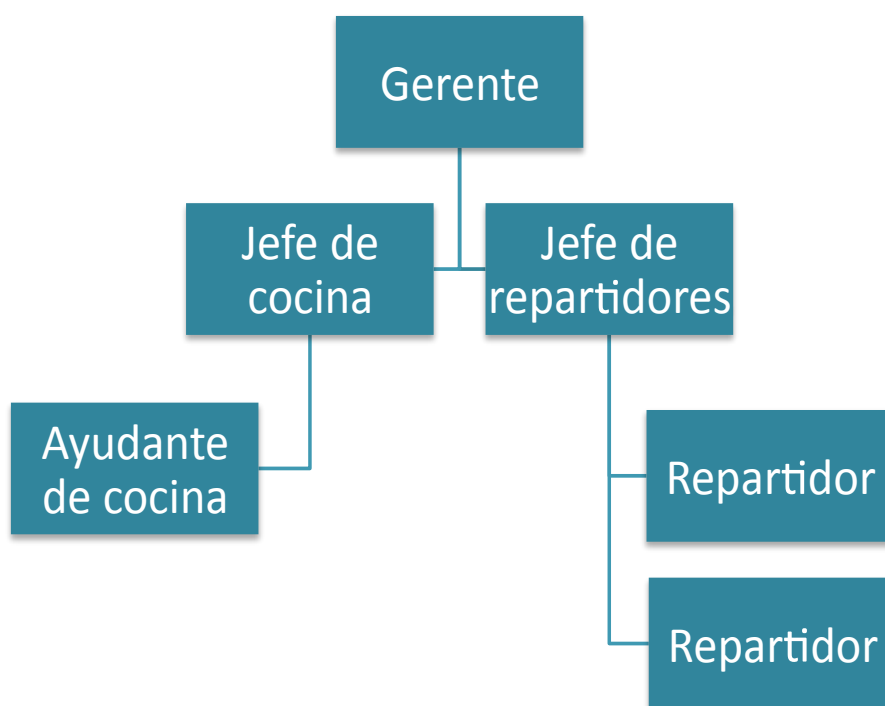 Gerente
Jefe de
cocina
Jefe de
repartidores
Ayudante
de cocina
Repartidor
Repartidor